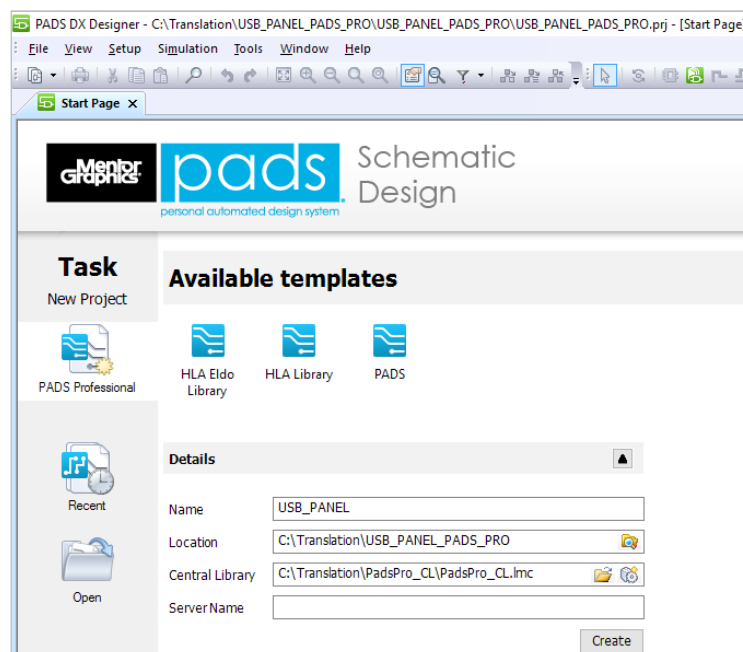 PADS DX Designer - C:\Translation\USB_PANEL_PADS_PRO\USB_PANEL_PADS_PRO\USB_PANEL_PADS_PRO.prj - [Start Page]
File View Setup Simulation Tools Window Help
Start Page
Mentor
Graphics
pads
personal automated design system
Schematic
Design
Task
New Project
PADS Professional
Recent
Open
Available templates
HLA Eldo
Library
HLA Library
PADS
Details
Name USB_PANEL
Location C:\Translation\USB_PANEL_PADS_PRO
Central Library C:\Translation\PadsPro_CL\PadsPro_CL.lmc
Server Name
Create